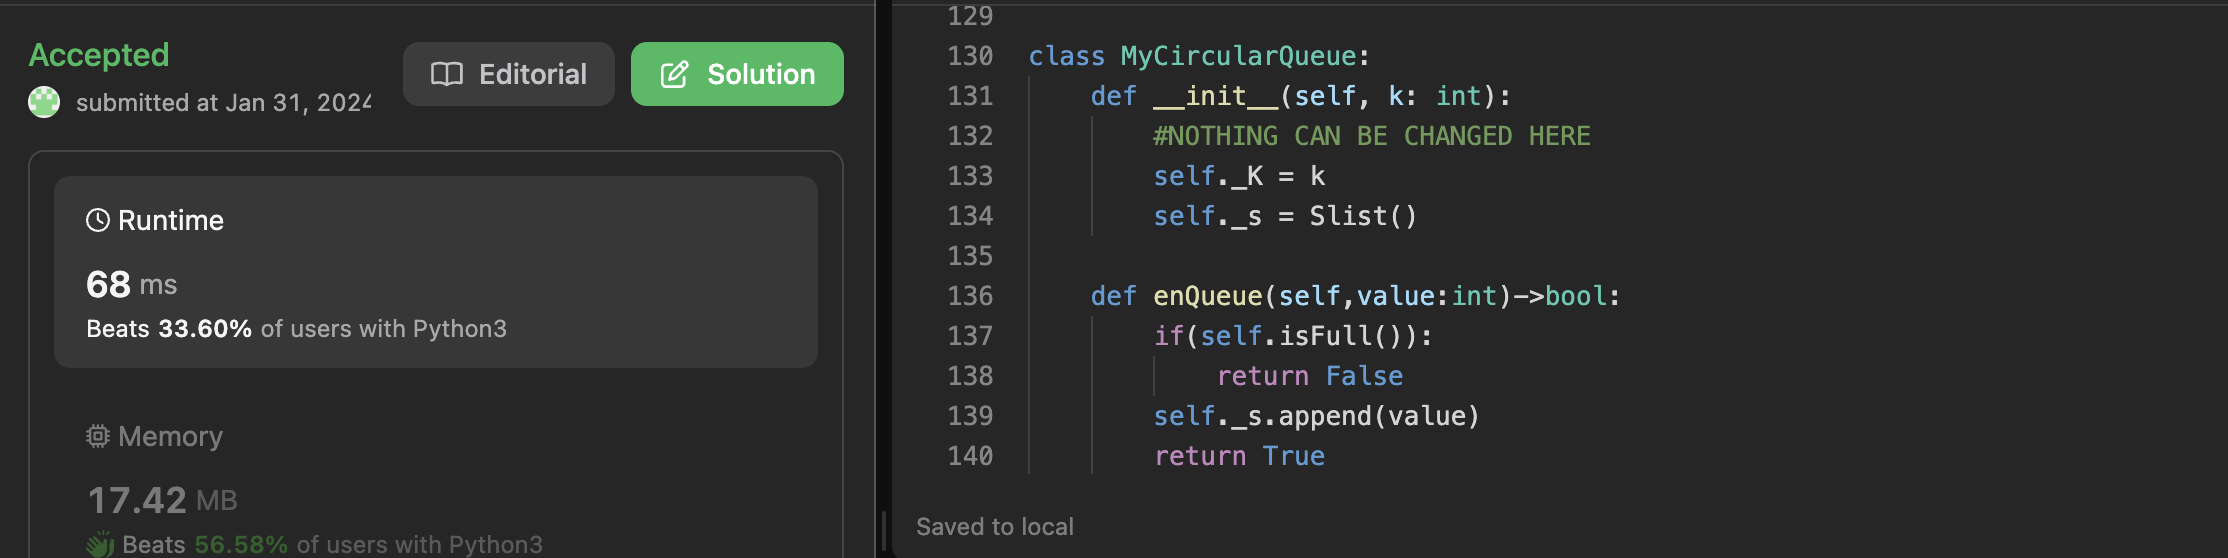 Accepted
submitted at Jan 31, 2024
Editorial
Solution
Runtime
68 ms
Beats 33.60% of users with Python3
Memory
17.42 MB
Beats 56.58% of users with Python3
129
130 class MyCircularQueue:
131     def __init__(self, k: int):
132         #NOTHING CAN BE CHANGED HERE
133         self._K = k
134         self._s = Slist()
135
136     def enQueue(self,value:int)->bool:
137         if(self.isFull()):
138             return False
139         self._s.append(value)
140         return True
Saved to local